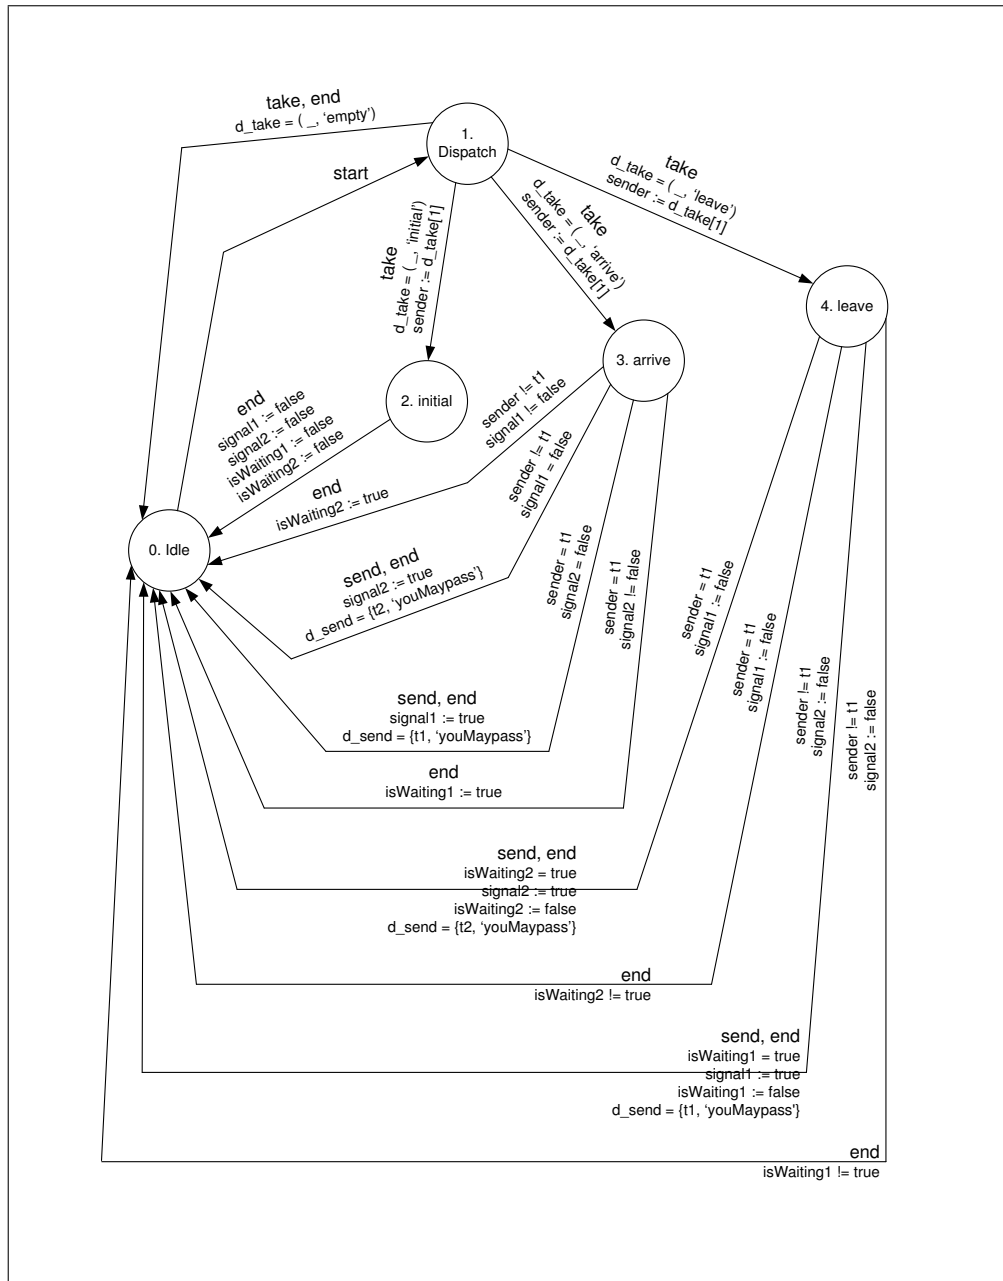 take, end
d_take = ( _, ‘empty’)
1.
Dispatch
start
take
d_take = ( _, ‘leave’)
sender := d_take[1]
take
d_take = ( _, ‘arrive’)
sender := d_take[1]
take
d_take = ( _, ‘initial’)
sender := d_take[1]
4. leave
3. arrive
2. initial
end
signal1 := false
signal2 := false
isWaiting1 := false
isWaiting2 := false
sender != t1
signal1 != false
end
isWaiting2 := true
sender != t1
signal1 = false
0. Idle
send, end
signal2 := true
d_send = {t2, ‘youMaypass’}
sender = t1
signal2 = false
sender = t1
signal2 != false
sender = t1
signal1 := false
sender = t1
signal1 := false
sender != t1
signal2 := false
sender != t1
signal2 := false
send, end
signal1 := true
d_send = {t1, ‘youMaypass’}
end
isWaiting1 := true
send, end
isWaiting2 = true
signal2 := true
isWaiting2 := false
d_send = {t2, ‘youMaypass’}
end
isWaiting2 != true
send, end
isWaiting1 = true
signal1 := true
isWaiting1 := false
d_send = {t1, ‘youMaypass’}
end
isWaiting1 != true